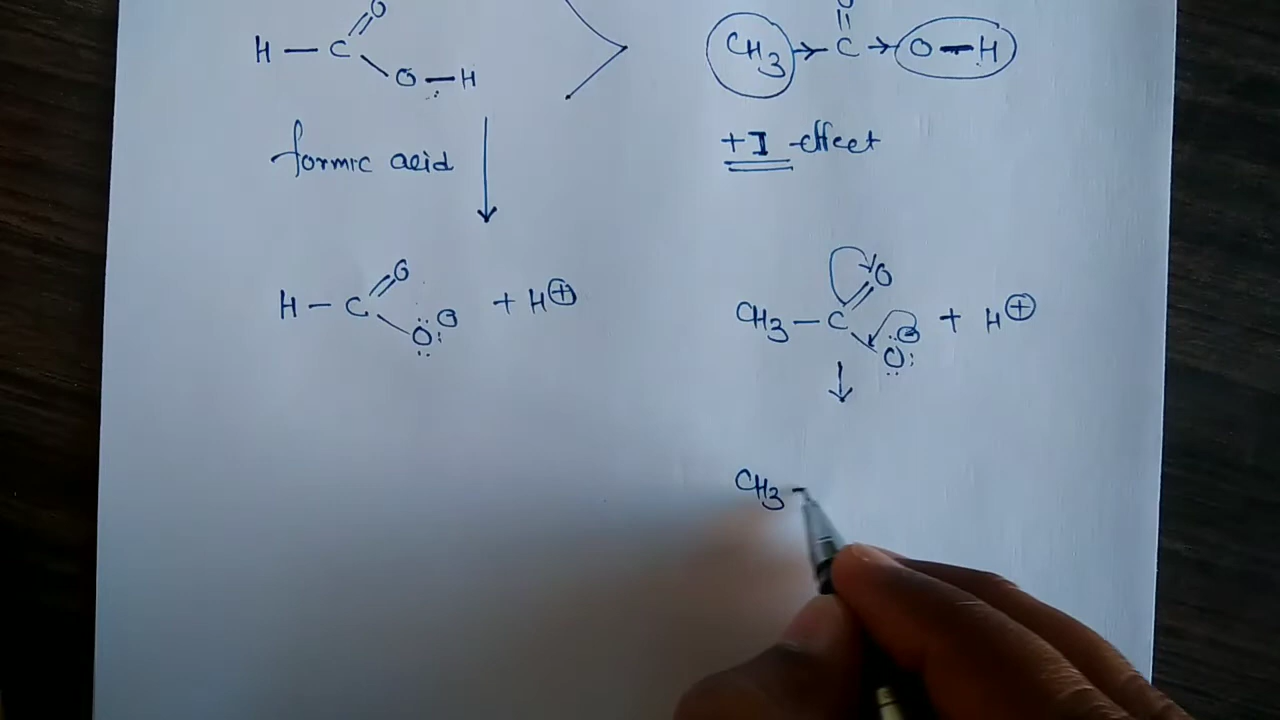 O
H — C
O — H
CH3 → C → O — H
O
formic acid
+I -effect
H — C
O
O: ⊖
+ H⊕
CH3 — C
O
O: ⊖
+ H⊕
CH3 -